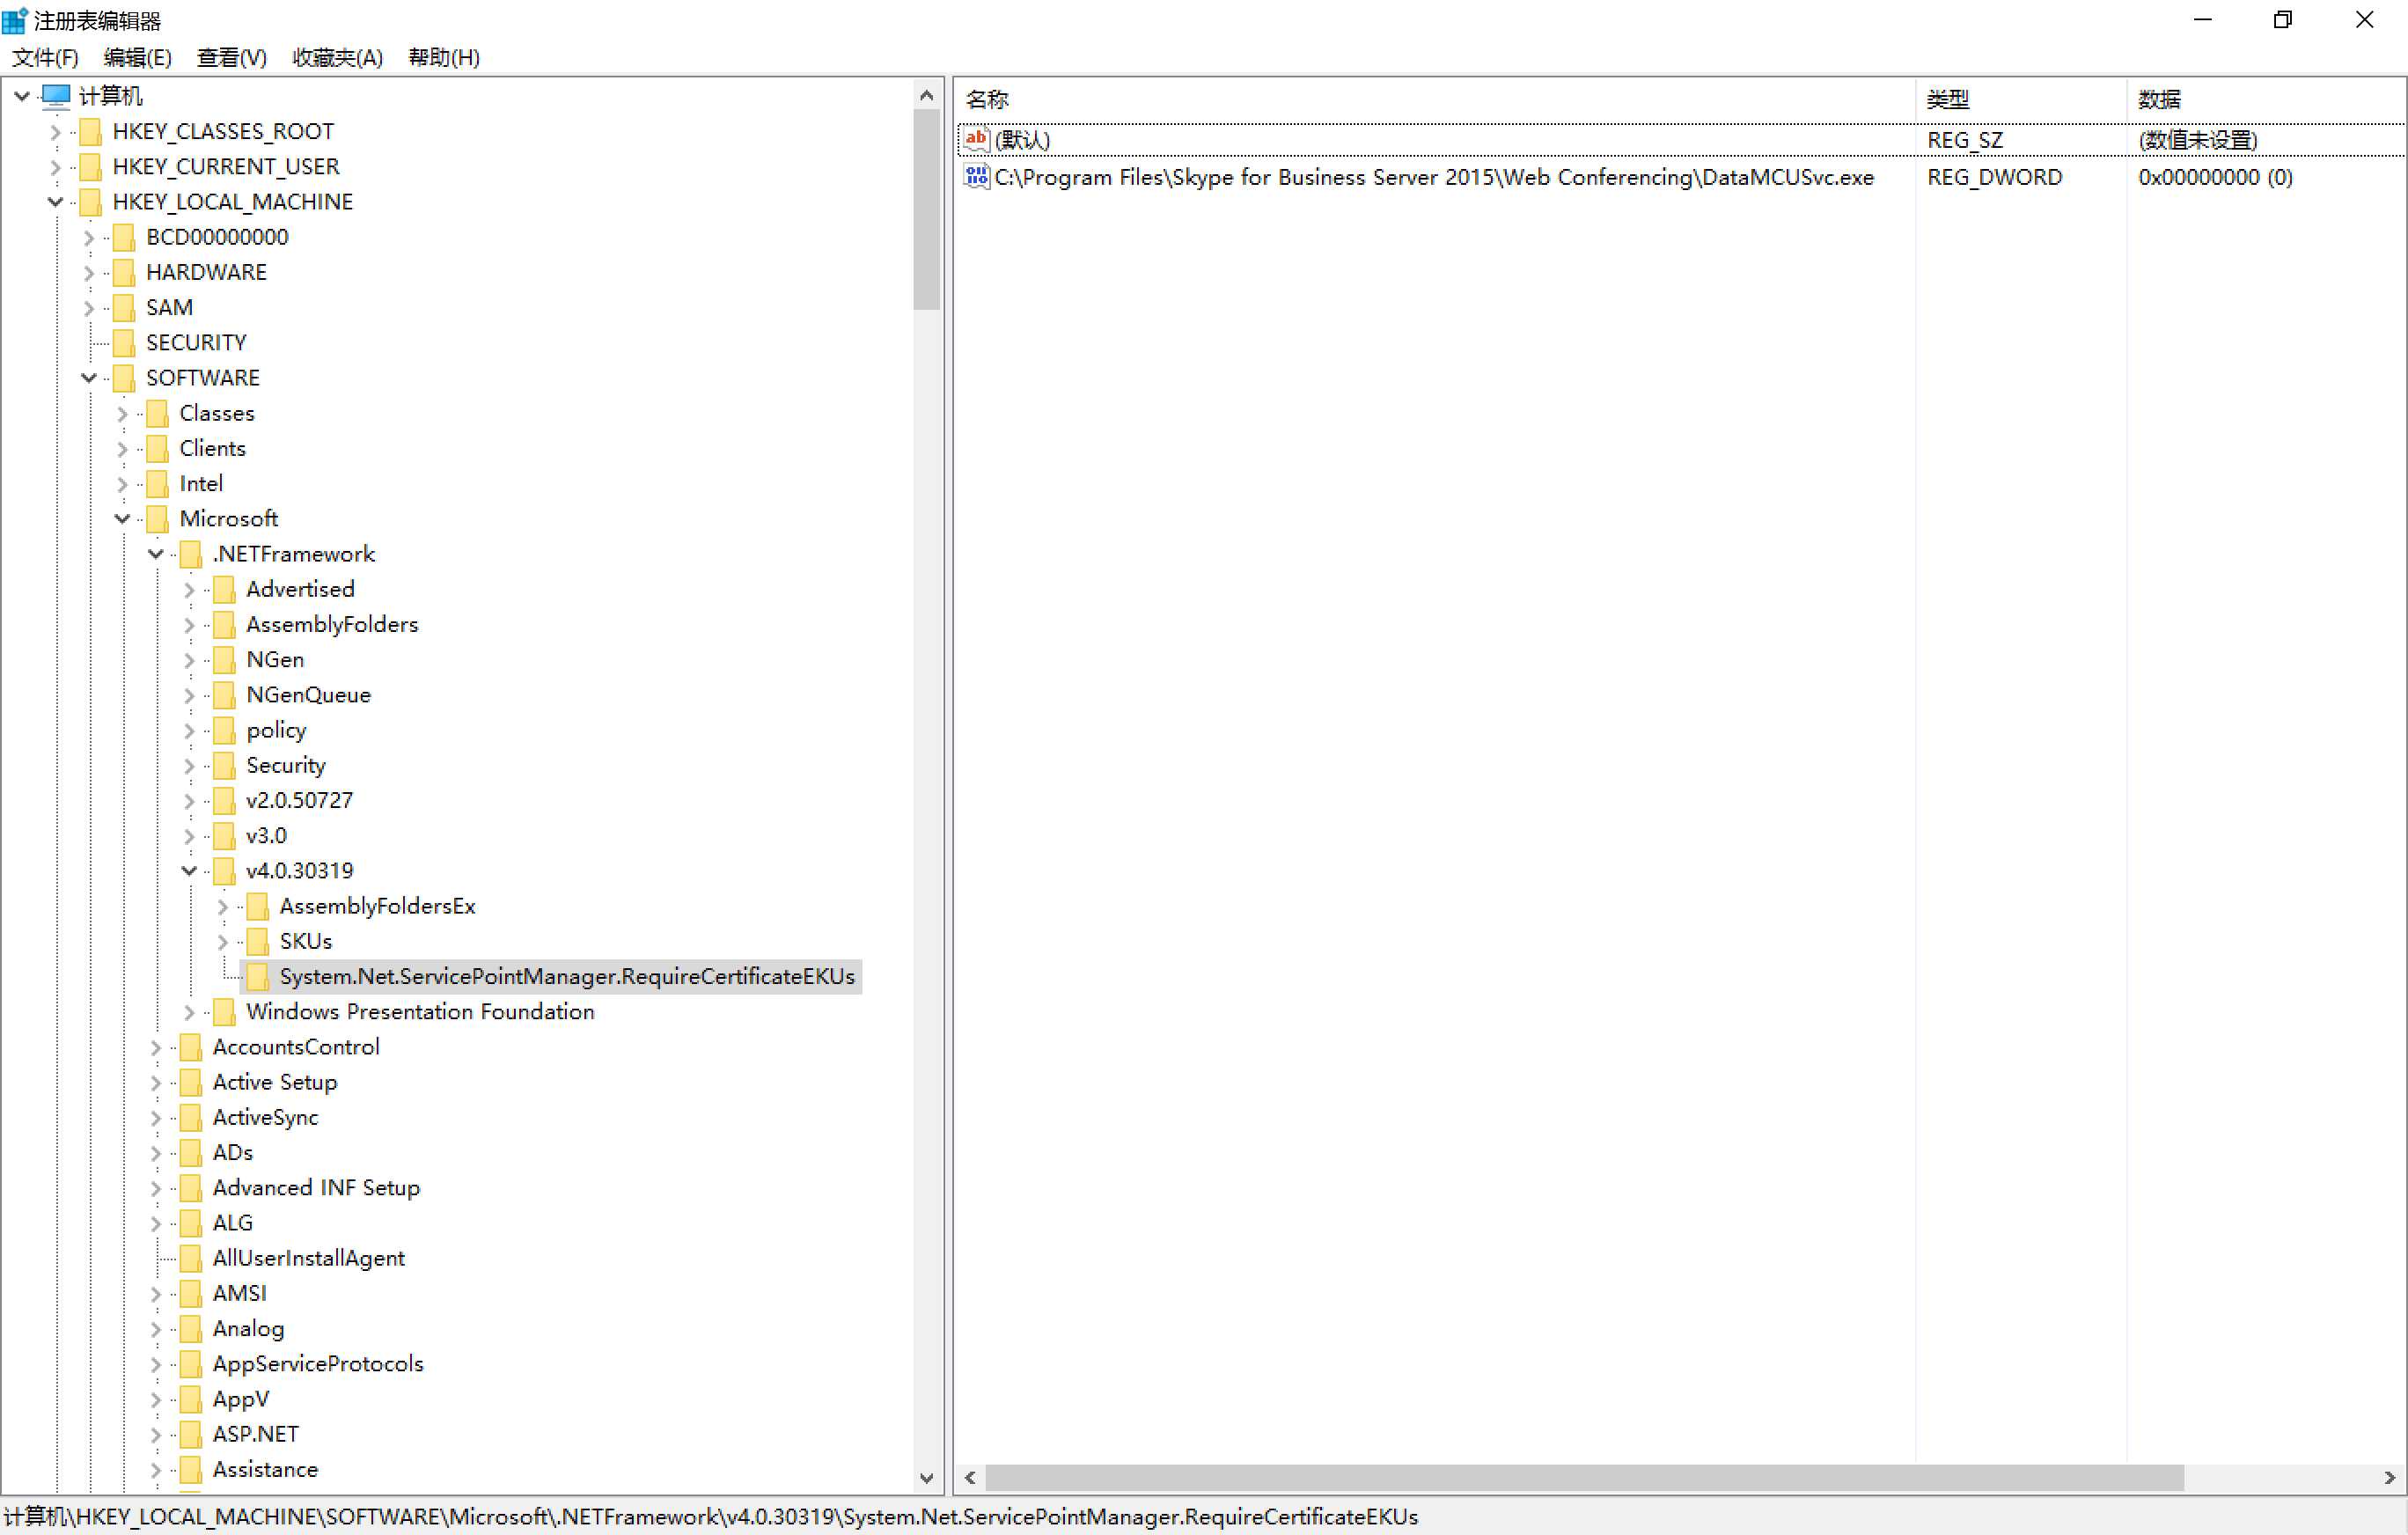 注册表编辑器
文件(F) 编辑(E) 查看(V) 收藏夹(A) 帮助(H)
计算机
HKEY_CLASSES_ROOT
HKEY_CURRENT_USER
HKEY_LOCAL_MACHINE
BCD00000000
HARDWARE
SAM
SECURITY
SOFTWARE
Classes
Clients
Intel
Microsoft
.NETFramework
Advertised
AssemblyFolders
NGen
NGenQueue
policy
Security
v2.0.50727
v3.0
v4.0.30319
AssemblyFoldersEx
SKUs
System.Net.ServicePointManager.RequireCertificateEKUs
Windows Presentation Foundation
AccountsControl
Active Setup
ActiveSync
ADs
Advanced INF Setup
ALG
AllUserInstallAgent
AMSI
Analog
AppServiceProtocols
AppV
ASP.NET
Assistance
名称 类型 数据
(默认) REG_SZ (数值未设置)
C:\Program Files\Skype for Business Server 2015\Web Conferencing\DataMCUSvc.exe REG_DWORD 0x00000000 (0)
计算机\HKEY_LOCAL_MACHINE\SOFTWARE\Microsoft\.NETFramework\v4.0.30319\System.Net.ServicePointManager.RequireCertificateEKUs